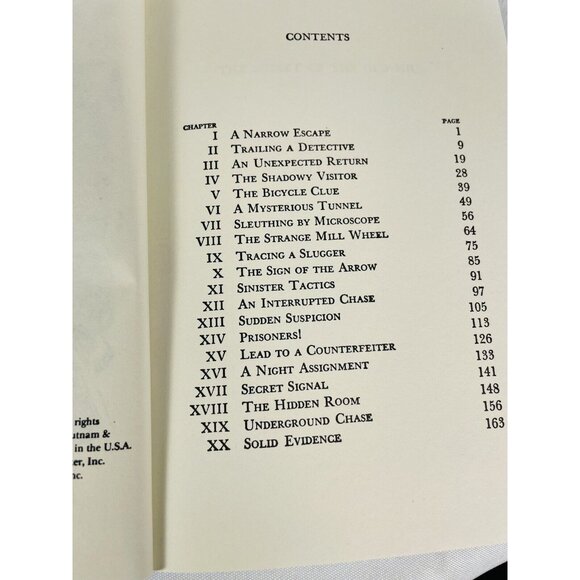 rights
utnam &
in the U.S.A.
er, Inc.
nc.
CONTENTS
CHAPTER PAGE
I A NARROW ESCAPE 1
II TRAILING A DETECTIVE 9
III AN UNEXPECTED RETURN 19
IV THE SHADOWY VISITOR 28
V THE BICYCLE CLUE 39
VI A MYSTERIOUS TUNNEL 49
VII SLEUTHING BY MICROSCOPE 56
VIII THE STRANGE MILL WHEEL 64
IX TRACING A SLUGGER 75
X THE SIGN OF THE ARROW 85
XI SINISTER TACTICS 91
XII AN INTERRUPTED CHASE 97
XIII SUDDEN SUSPICION 105
XIV PRISONERS! 113
XV LEAD TO A COUNTERFEITER 126
XVI A NIGHT ASSIGNMENT 133
XVII SECRET SIGNAL 141
XVIII THE HIDDEN ROOM 148
XIX UNDERGROUND CHASE 156
XX SOLID EVIDENCE 163